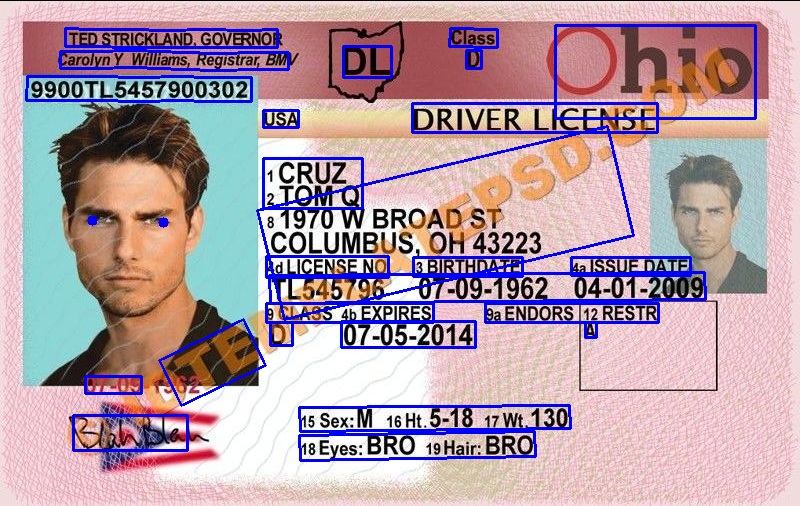 TED STRICKLAND, GOVERNOR
Carolyn Y Williams, Registrar, BMV
DL
Class
D
Ohio
9900TL5457900302
USA
DRIVER LICENSE
1 CRUZ
2 TOM Q
8 1970 W BROAD ST
COLUMBUS, OH 43223
4d LICENSE NO 3 BIRTHDATE 4a ISSUE DATE
TL545796 07-09-1962 04-01-2009
9 CLASS 4b EXPIRES 9a ENDORS 12 RESTR
D 07-05-2014 A
07-09 1962
Blah Blah
15 Sex: M 16 Ht. 5-18 17 Wt. 130
18 Eyes: BRO 19 Hair: BRO